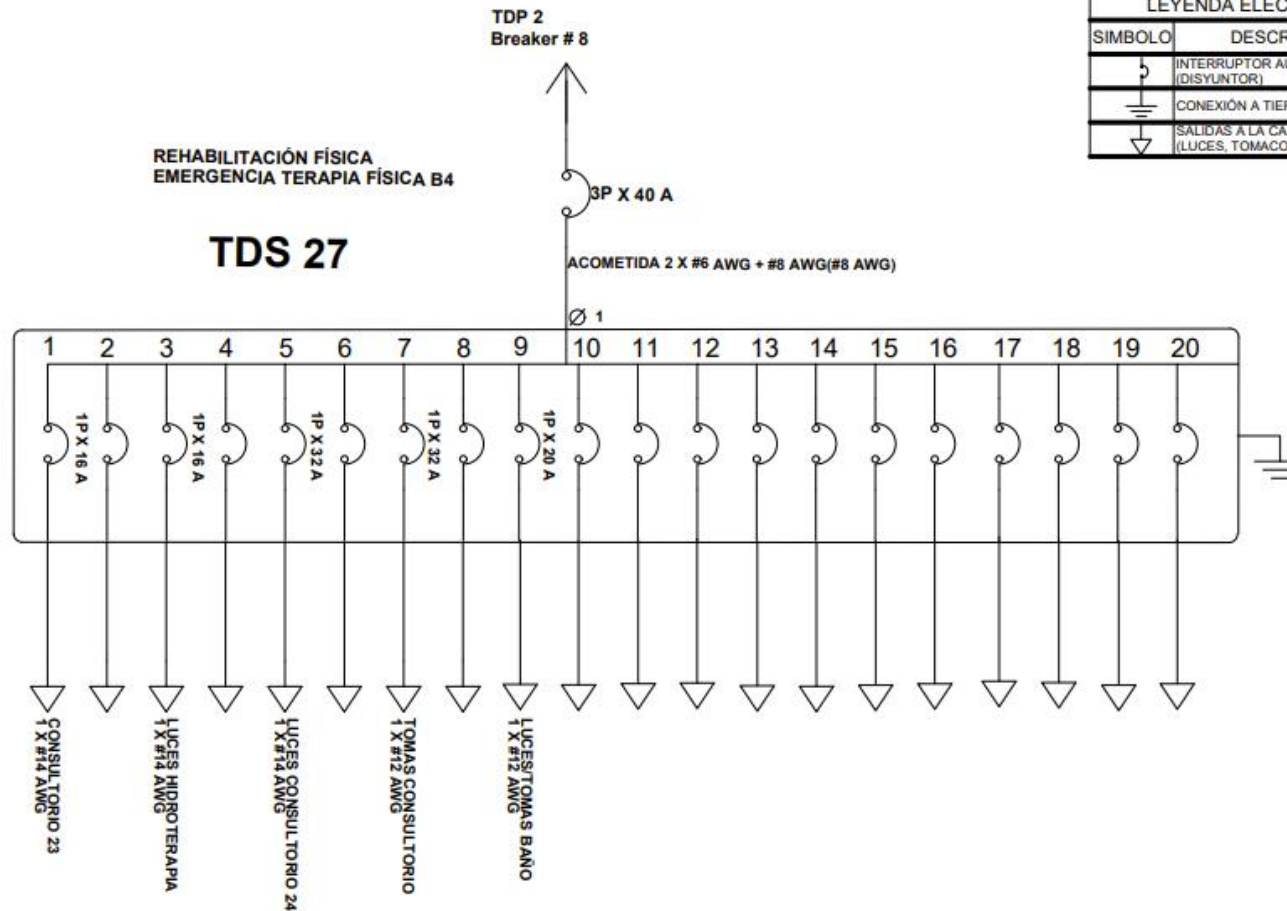 TDP 2
Breaker # 8
LEYENDA ELEC
SIMBOLO
DESCR
INTERRUPTOR
(DISYUNTOR)
CONEXIÓN A
SALIDAS A LA
(LUCES,
REHABILITACIÓN FÍSICA
EMERGENCIA TERAPIA FÍSICA B4
TDS 27
3P X 40 A
ACOMETIDA 2 X #6 AWG + #8 AWG(#8 AWG)
Ø 1
1 2 3 4 5 6 7 8 9 10 11 12 13 14 15 16 17 18 19 20
1P X 16 A
1P X 16 A
1P X 32 A
1P X 32 A
1P X 20 A
CONSULTORIO 23
1 X #14 AWG
LUCES HIDROTERAPIA
1 X #14 AWG
LUCES CONSULTORIO 24
1 X #14 AWG
TOMAS CONSULTORIO
1 X #12 AWG
LUCES/TOMAS BAÑO
1 X #12 AWG